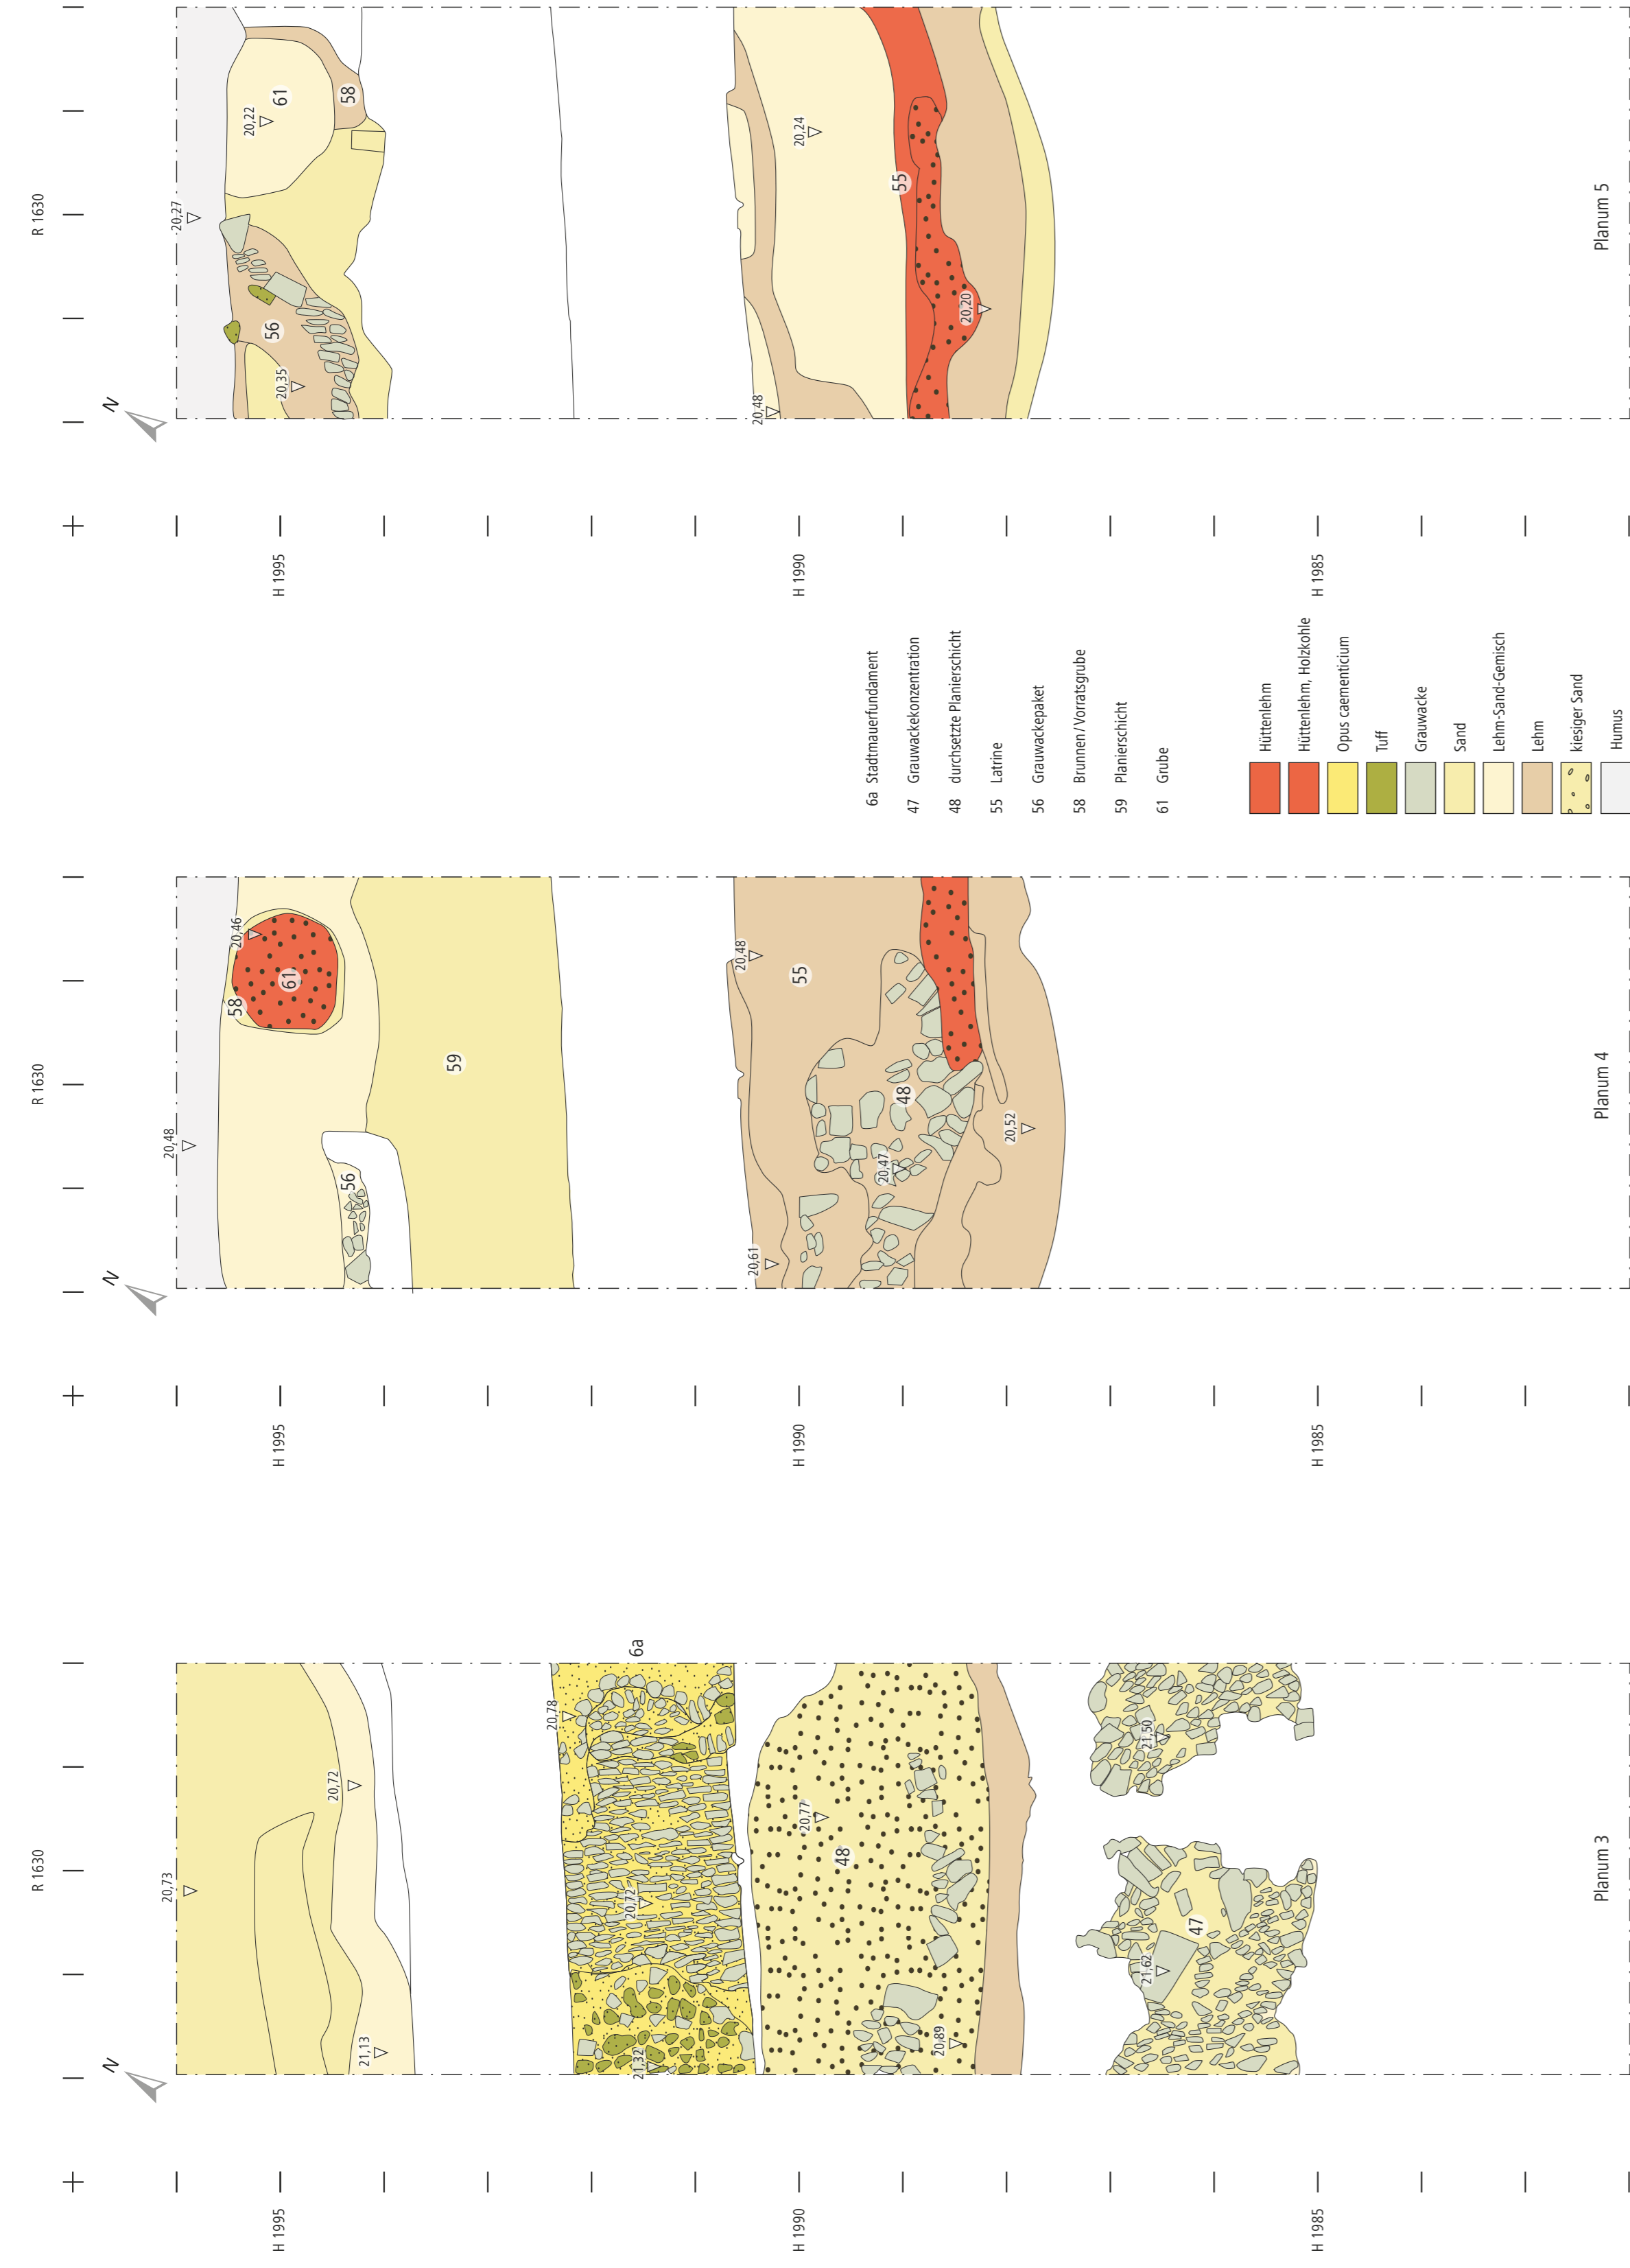 Planum 3
R 1630
N
H 1995
H 1990
H 1985
20,73
20,72
21,13
20,78
6a
20,72
21,32
20,77
48
20,89
21,50
47
21,62
Planum 4
R 1630
N
H 1995
H 1990
H 1985
20,48
20,46
58
61
56
59
20,48
55
48
20,47
20,61
20,52
6a Stadtmauerfundament
47 Grauwackekonzentration
48 durchsetzte Planierschicht
55 Latrine
56 Grauwackepaket
58 Brunnen/Vorratsgrube
59 Planierschicht
61 Grube
Hüttenlehm
Hüttenlehm, Holzkohle
Opus caementicium
Tuff
Grauwacke
Sand
Lehm-Sand-Gemisch
Lehm
kiesiger Sand
Humus
Planum 5
R 1630
N
H 1995
H 1990
H 1985
20,27
20,22
61
58
56
20,35
20,24
20,48
55
20,20